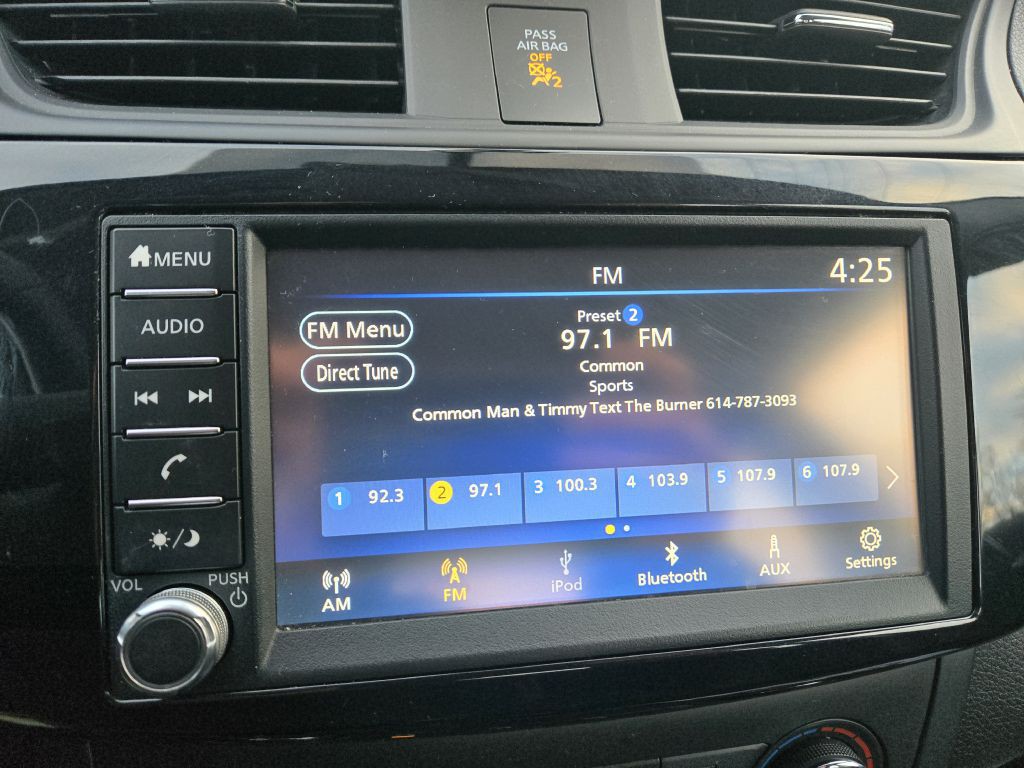 PASS
AIR BAG
OFF
2
MENU
AUDIO
VOL
PUSH
FM
4:25
FM Menu
Direct Tune
Preset 2
97.1 FM
Common
Sports
Common Man & Timmy Text The Burner 614-787-3093
1 92.3
2 97.1
3 100.3
4 103.9
5 107.9
6 107.9
AM
FM
iPod
Bluetooth
AUX
Settings